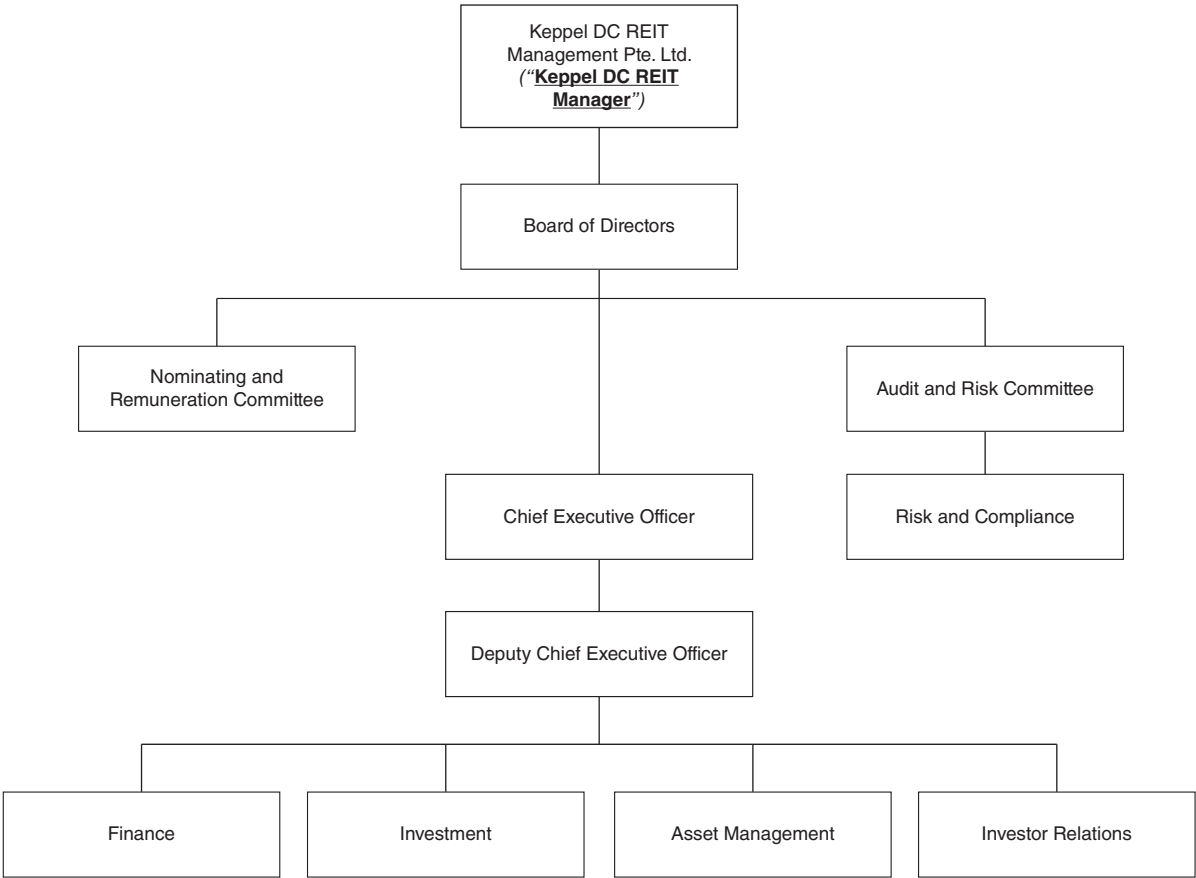 Keppel DC REIT
Management Pte. Ltd.
(“Keppel DC REIT
Manager”)
Board of Directors
Nominating and
Remuneration Committee
Audit and Risk Committee
Chief Executive Officer
Risk and Compliance
Deputy Chief Executive Officer
Finance
Investment
Asset Management
Investor Relations